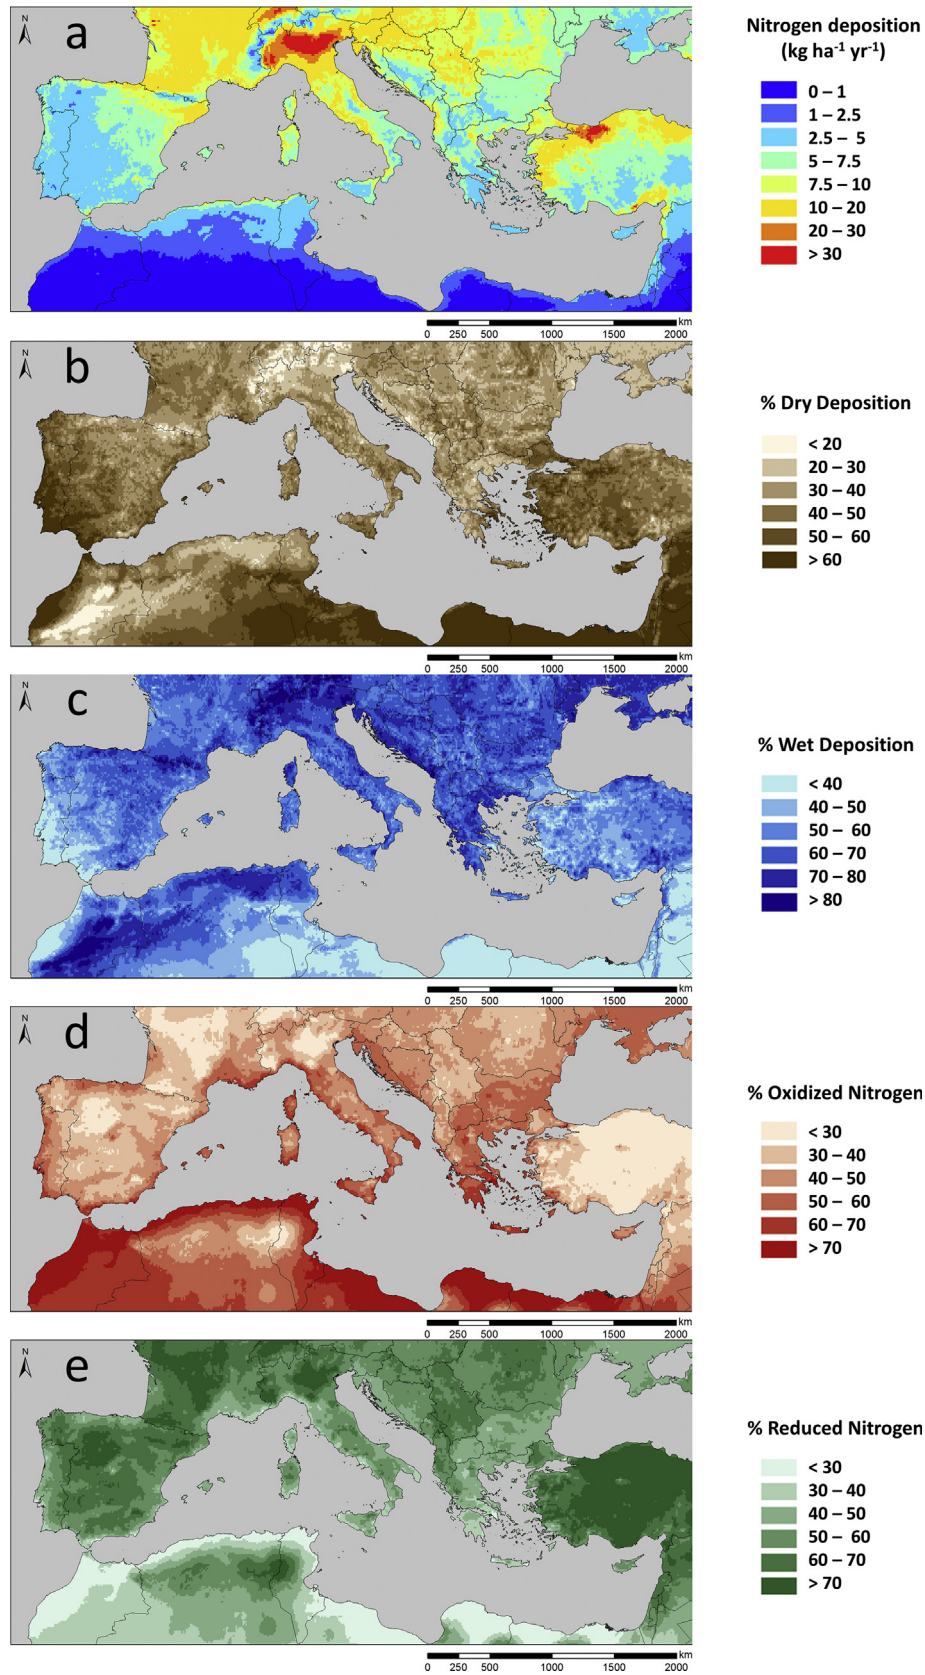 N
a
Nitrogen deposition
(kg ha⁻¹ yr⁻¹)
0 – 1
1 – 2.5
2.5 – 5
5 – 7.5
7.5 – 10
10 – 20
20 – 30
> 30
km
0 250 500 1000 1500 2000
N
b
% Dry Deposition
< 20
20 – 30
30 – 40
40 – 50
50 – 60
> 60
km
0 250 500 1000 1500 2000
N
c
% Wet Deposition
< 40
40 – 50
50 – 60
60 – 70
70 – 80
> 80
km
0 250 500 1000 1500 2000
N
d
% Oxidized Nitrogen
< 30
30 – 40
40 – 50
50 – 60
60 – 70
> 70
km
0 250 500 1000 1500 2000
N
e
% Reduced Nitrogen
< 30
30 – 40
40 – 50
50 – 60
60 – 70
> 70
km
0 250 500 1000 1500 2000